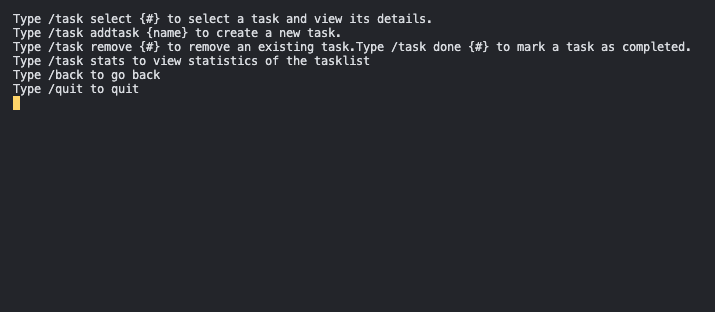 Type /task select {#} to select a task and view its details.
Type /task addtask {name} to create a new task.
Type /task remove {#} to remove an existing task.Type /task done {#} to mark a task as completed.
Type /task stats to view statistics of the tasklist
Type /back to go back
Type /quit to quit